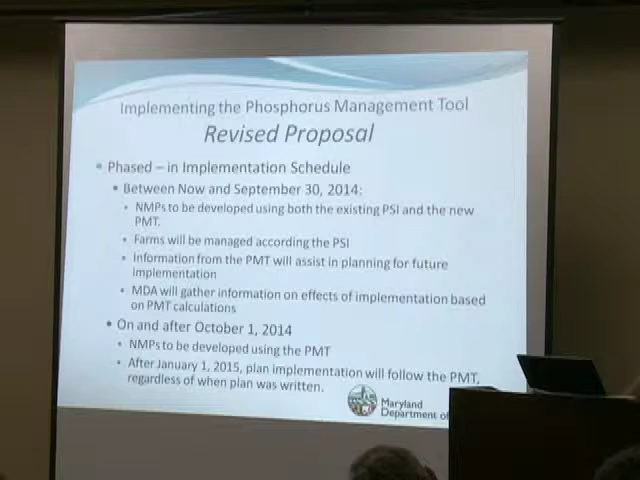 Implementing the Phosphorus Management Tool
Revised Proposal
• Phased – in Implementation Schedule
• Between Now and September 30, 2014:
• NMPs to be developed using both the existing PSI and the new
PMT.
• Farms will be managed according the PSI
• Information from the PMT will assist in planning for future
implementation
• MDA will gather information on effects of implementation based
on PMT calculations
• On and after October 1, 2014
• NMPs to be developed using the PMT
• After January 1, 2015, plan implementation will follow the PMT,
regardless of when plan was written.
Maryland
Department of